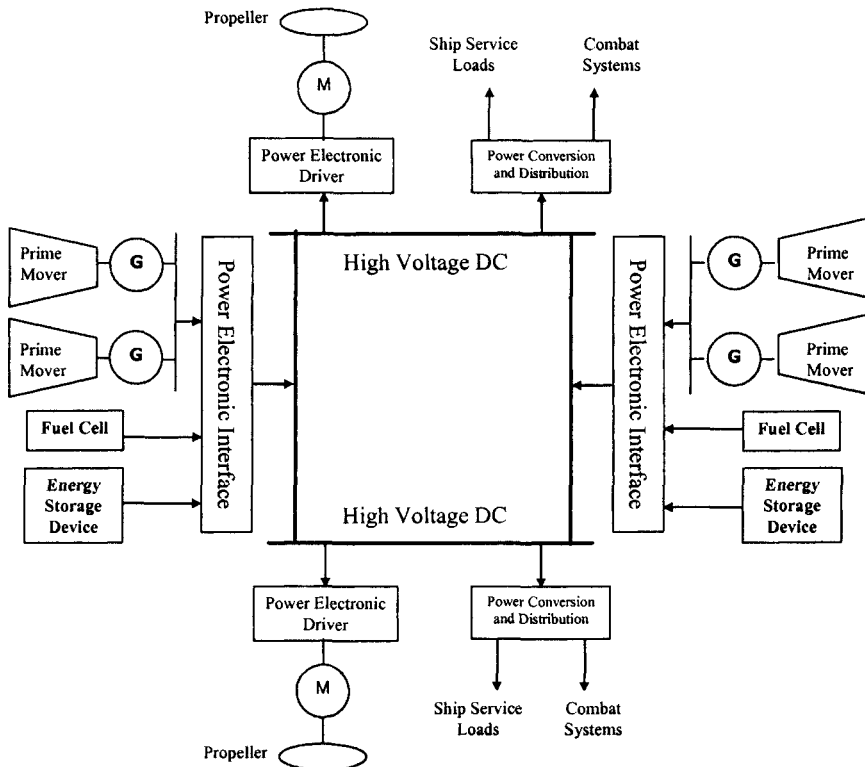 Propeller
M
Power Electronic
Driver
Ship Service
Loads
Combat
Systems
Power Conversion
and Distribution
Prime
Mover
G
Prime
Mover
G
Fuel Cell
Energy
Storage
Device
Power Electronic Interface
High Voltage DC
High Voltage DC
Power Electronic Interface
G
Prime
Mover
G
Prime
Mover
Fuel Cell
Energy
Storage
Device
Power Electronic
Driver
M
Propeller
Power Conversion
and Distribution
Ship Service
Loads
Combat
Systems